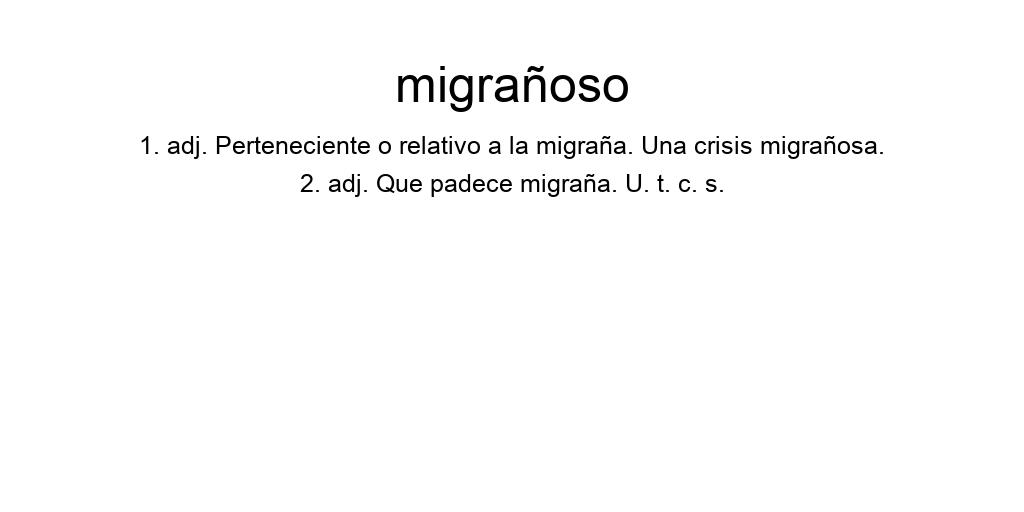 migrañoso
1. adj. Perteneciente o relativo a la migraña. Una crisis migrañosa.
2. adj. Que padece migraña. U. t. c. s.